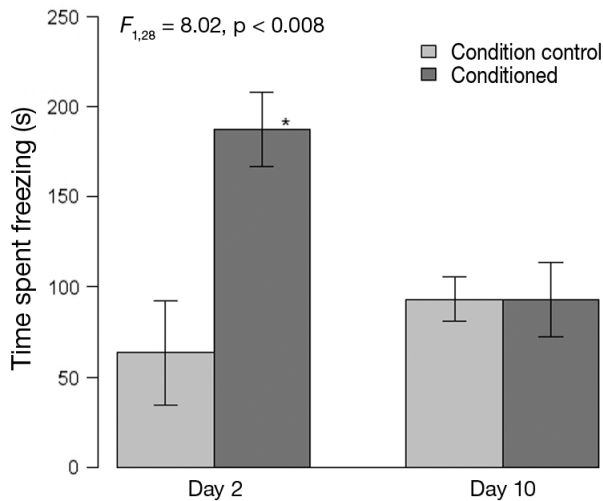 F1,28 = 8.02, p < 0.008
Condition control
Conditioned
Time spent freezing (s)
250
200
150
100
50
0
*
Day 2
Day 10